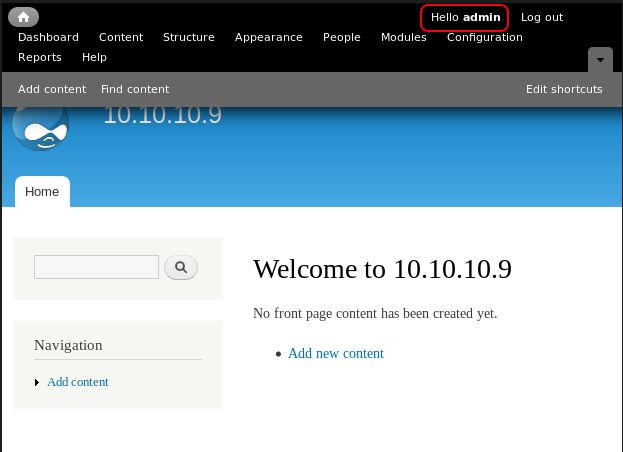 Hello admin Log out
Dashboard Content Structure Appearance People Modules Configuration
Reports Help
Add content Find content Edit shortcuts
10.10.10.9
Home
Welcome to 10.10.10.9
No front page content has been created yet.
Add new content
Navigation
Add content